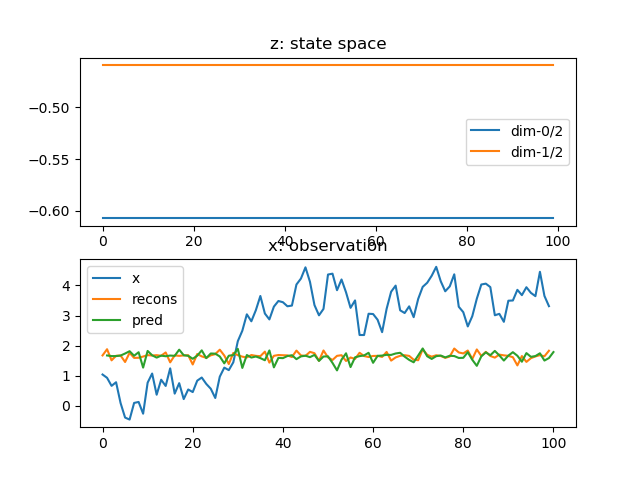 z: state space
−0.50
−0.55
−0.60
dim-0/2
dim-1/2
0 20 40 60 80 100
x: observation
4
3
2
1
0
x
recons
pred
0 20 40 60 80 100